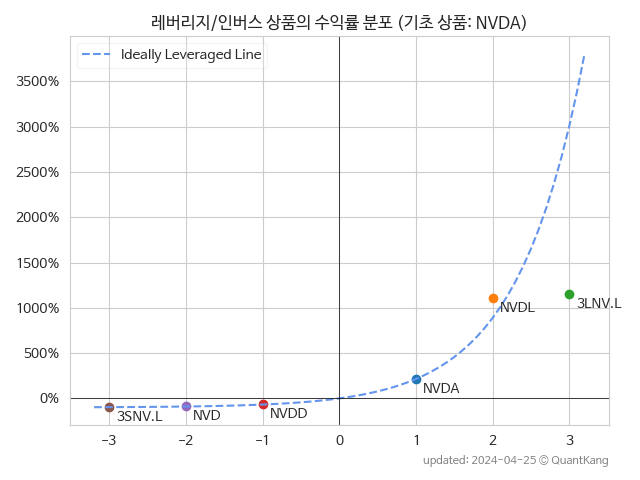 레버리지/인버스 상품의 수익률 분포 (기초 상품: NVDA)
Ideally Leveraged Line
3500%
3000%
2500%
2000%
1500%
1000%
500%
0%
NVDL
3LNV.L
NVDA
3SNV.L
NVD
NVDD
−3
−2
−1
0
1
2
3
updated: 2024-04-25 © QuantKang